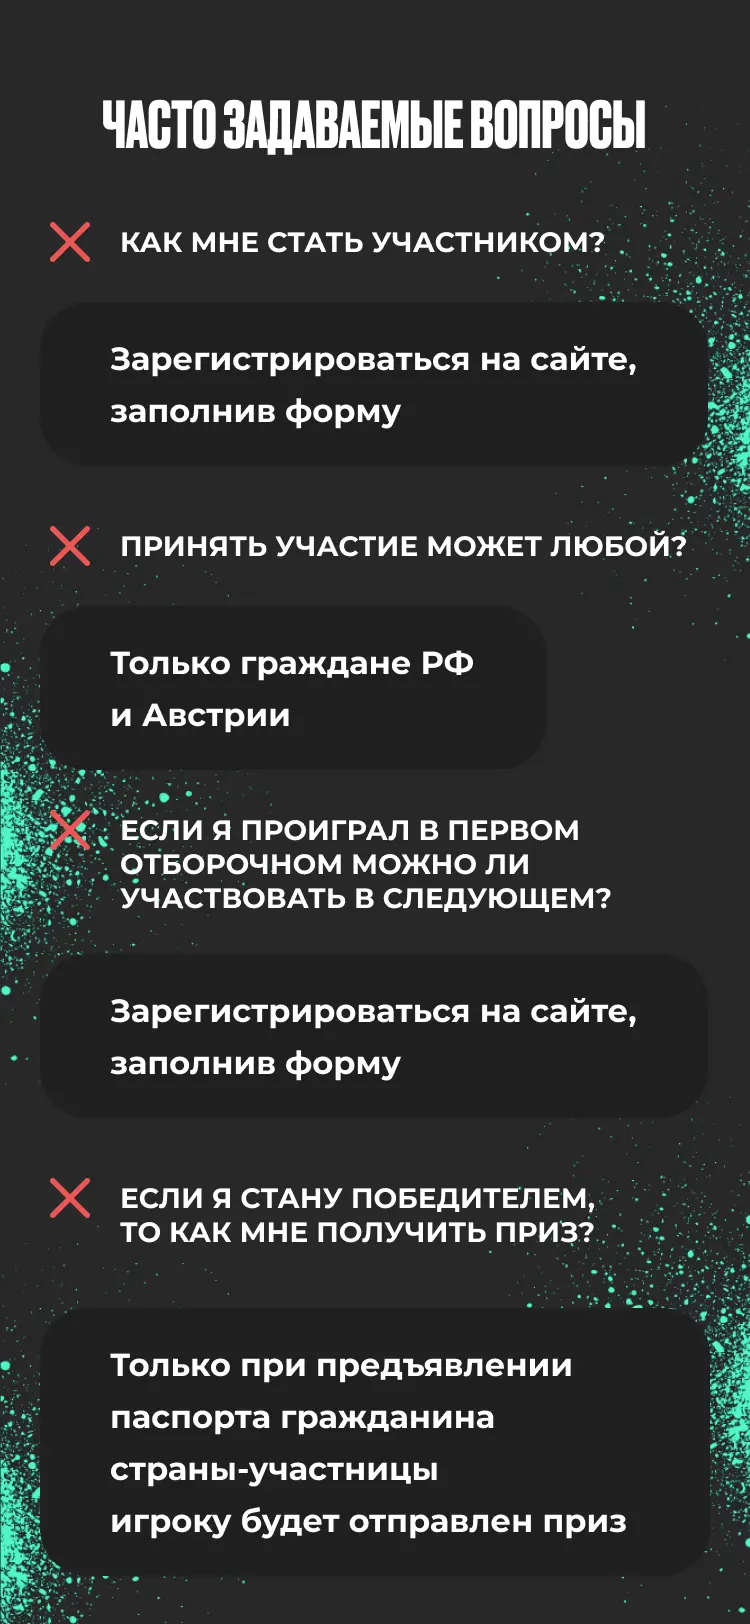 ЧАСТО ЗАДАВАЕМЫЕ ВОПРОСЫ
КАК МНЕ СТАТЬ УЧАСТНИКОМ?
Зарегистрироваться на сайте,
заполнив форму
ПРИНЯТЬ УЧАСТИЕ МОЖЕТ ЛЮБОЙ?
Только граждане РФ
и Австрии
ЕСЛИ Я ПРОИГРАЛ В ПЕРВОМ
ОТБОРОЧНОМ МОЖНО ЛИ
УЧАСТВОВАТЬ В СЛЕДУЮЩЕМ?
Зарегистрироваться на сайте,
заполнив форму
ЕСЛИ Я СТАНУ ПОБЕДИТЕЛЕМ,
ТО КАК МНЕ ПОЛУЧИТЬ ПРИЗ?
Только при предъявлении
паспорта гражданина
страны-участницы
игроку будет отправлен приз